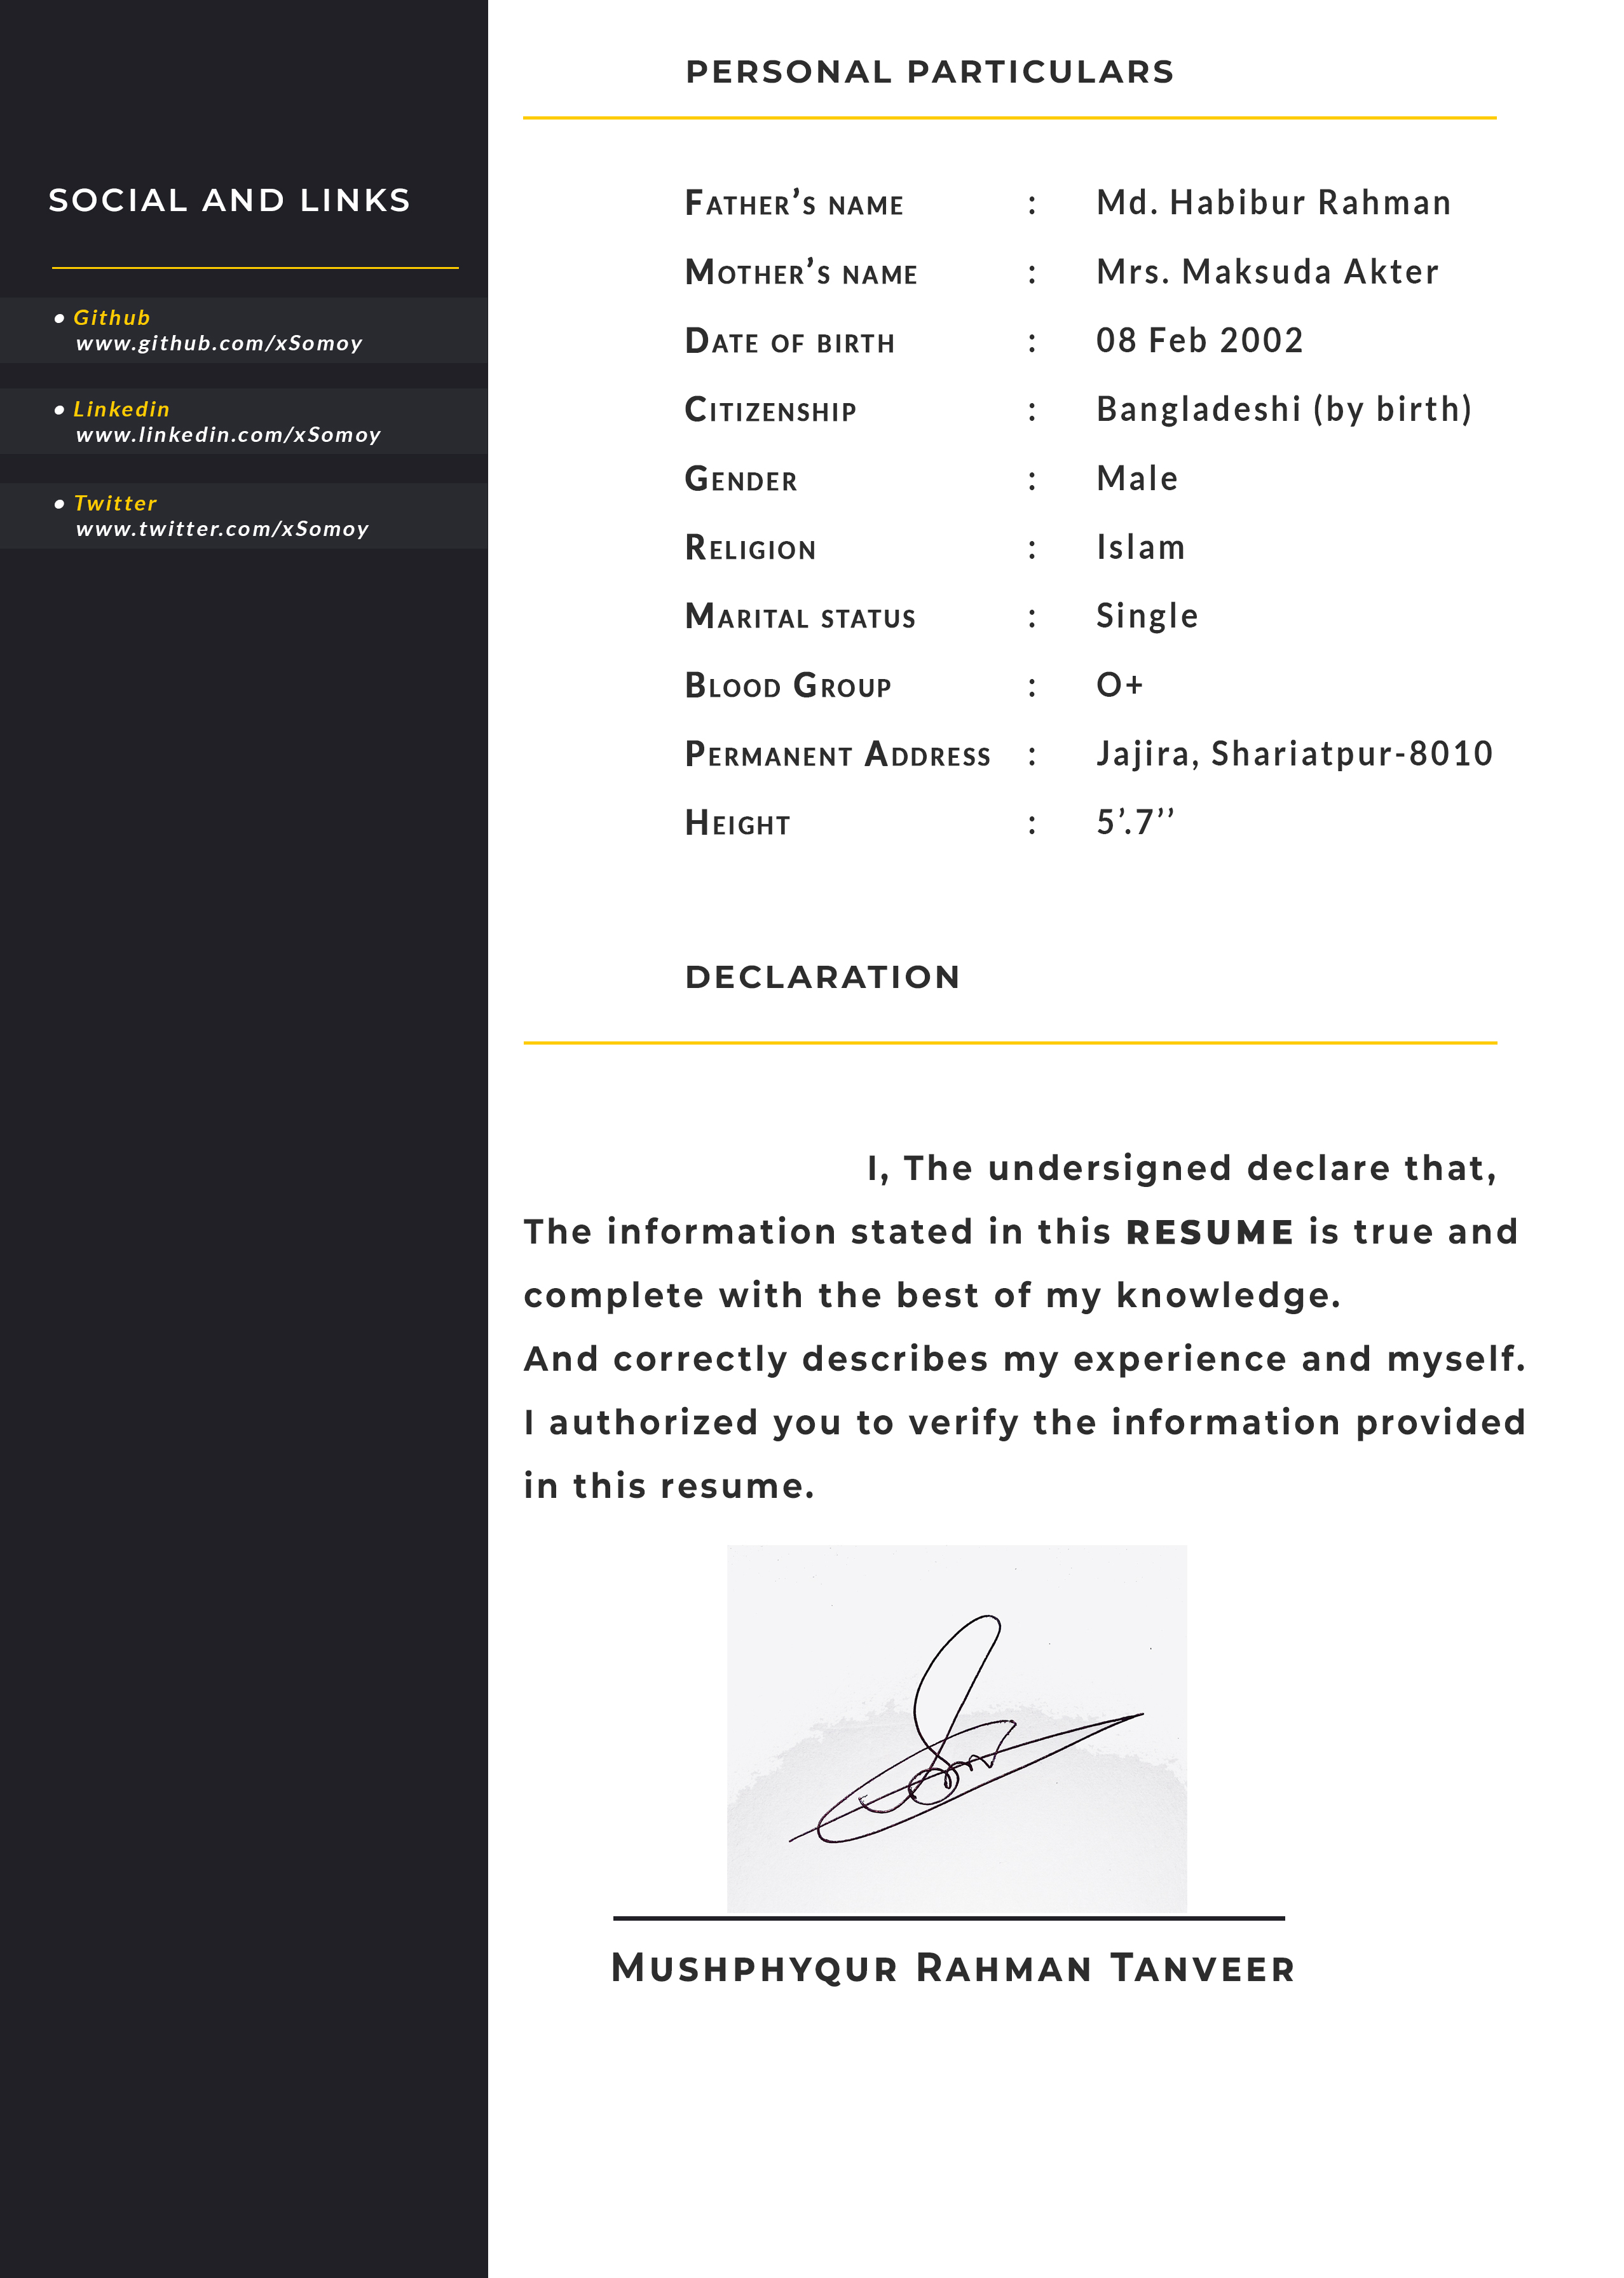 SOCIAL AND LINKS
• Github
www.github.com/xSomoy
• Linkedin
www.linkedin.com/xSomoy
• Twitter
www.twitter.com/xSomoy
PERSONAL PARTICULARS
Father’s name : Md. Habibur Rahman
Mother’s name : Mrs. Maksuda Akter
Date of birth : 08 Feb 2002
Citizenship : Bangladeshi (by birth)
Gender : Male
Religion : Islam
Marital status : Single
Blood Group : O+
Permanent Address : Jajira, Shariatpur-8010
Height : 5’.7’’
DECLARATION
I, The undersigned declare that,
The information stated in this RESUME is true and
complete with the best of my knowledge.
And correctly describes my experience and myself.
I authorized you to verify the information provided
in this resume.
Mushphyqur Rahman Tanveer